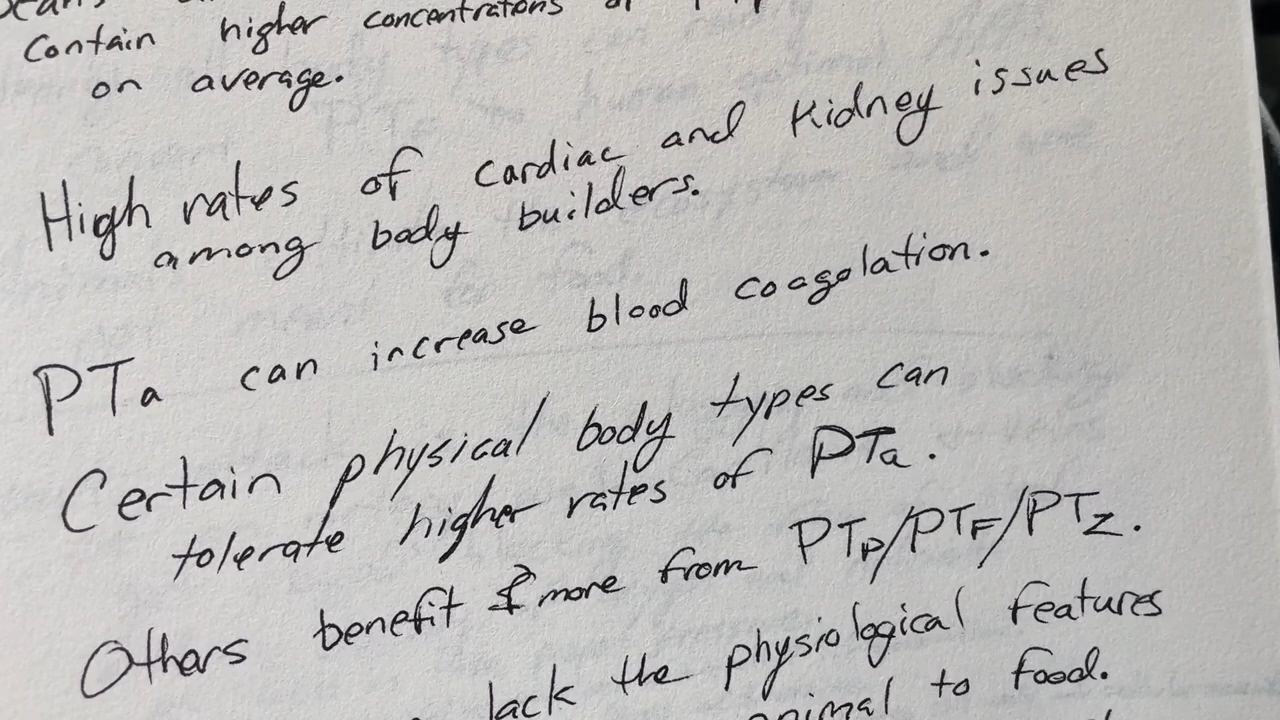 contain higher concentrations
on average.
High rates of cardiac and kidney issues
among body builders.
PTa can increase blood coagolation.
Certain physical body types can
tolerate higher rates of PTa.
Others benefit more from PTP/PTF/PTZ.
lack the physiological features
animal to food.